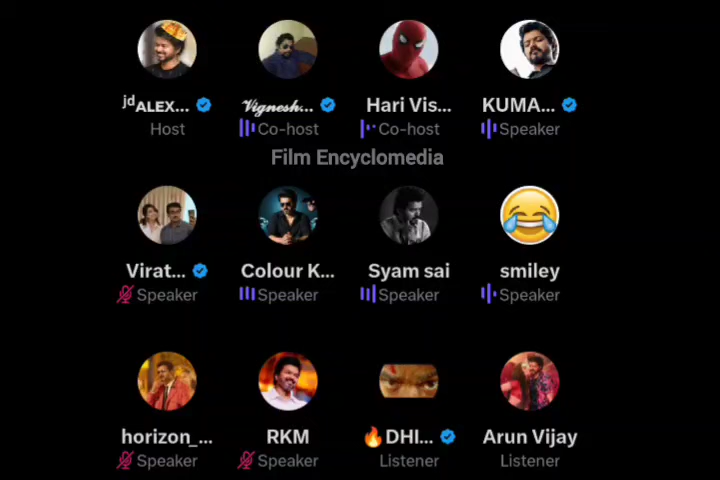 ʲᵈALEX... 𝓥𝓲𝓰𝓷𝓮𝓼𝓱... Hari Vis... KUMA...
Host Co-host Co-host Speaker
Film Encyclomedia
Virat... Colour K... Syam sai smiley
Speaker Speaker Speaker Speaker
horizon_... RKM 🔥DHI... Arun Vijay
Speaker Speaker Listener Listener